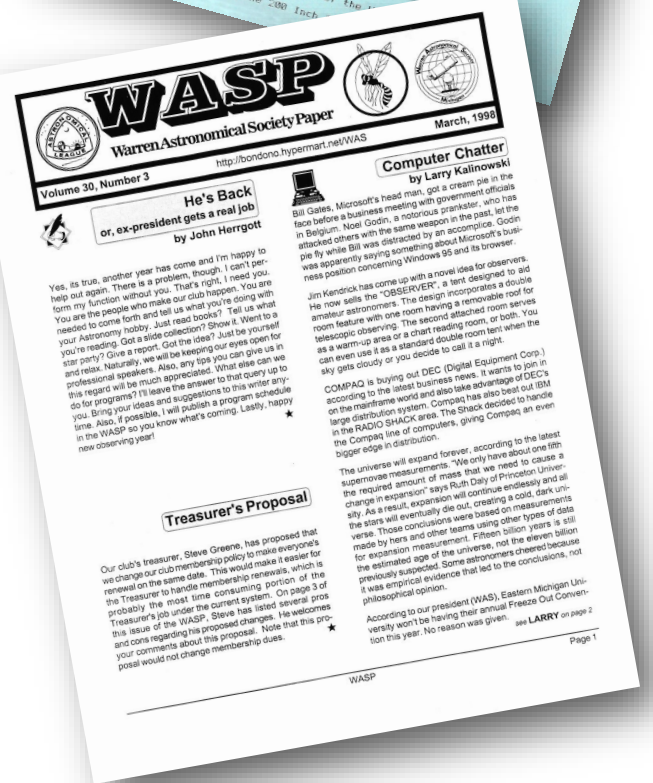 the
200 Inch
WASP
Warren Astronomical Society Paper
ASTRONOMICAL LEAGUE
Warren Astronomical Society
Michigan
Volume 30, Number 3
http://bondono.hypermart.net/WAS
March, 1998
He's Back
or, ex-president gets a real job
by John Herrgott
Yes, its true, another year has come and I'm happy to
help out again. There is a problem, though. I can't per-
form my function without you. That's right, I need you.
You are the people who make our club happen. You are
needed to come forth and tell us what you're doing with
your Astronomy hobby. Just read books? Tell us what
you're reading. Got a slide collection? Show it. Went to a
star party? Give a report. Got the idea? Just be yourself
and relax. Naturally, we will be keeping our eyes open for
professional speakers. Also, any tips you can give us in
this regard will be much appreciated. What else can we
do for programs? I'll leave the answer to that query up to
you. Bring your ideas and suggestions to this writer any-
time. Also, if possible, I will publish a program schedule
in the WASP so you know what's coming. Lastly, happy
new observing year!
Treasurer's Proposal
Our club's treasurer, Steve Greene, has proposed that
we change our club membership policy to make everyone's
renewal on the same date. This would make it easier for
the Treasurer to handle membership renewals, which is
probably the most time consuming portion of the
Treasurer's job under the current system. On page 3 of
this issue of the WASP, Steve has listed several pros
and cons regarding his proposed changes. He welcomes
your comments about this proposal. Note that this pro-
posal would not change membership dues.
Computer Chatter
by Larry Kalinowski
Bill Gates, Microsoft's head man, got a cream pie in the
face before a business meeting with government officials
in Belgium. Noel Godin, a notorious prankster, who has
attacked others with the same weapon in the past, let the
pie fly while Bill was distracted by an accomplice. Godin
was apparently saying something about Microsoft's busi-
ness position concerning Windows 95 and its browser.
Jim Kendrick has come up with a novel idea for observers.
He now sells the "OBSERVER", a tent designed to aid
amateur astronomers. The design incorporates a double
room feature with one room having a removable roof for
telescopic observing. The second attached room serves
as a warm-up area or a chart reading room, or both. You
can even use it as a standard double room tent when the
sky gets cloudy or you decide to call it a night.
COMPAQ is buying out DEC (Digital Equipment Corp.)
according to the latest business news. It wants to join in
on the mainframe world and also take advantage of DEC's
large distribution system. Compaq has also beat out IBM
in the RADIO SHACK area. The Shack decided to handle
the Compaq line of computers, giving Compaq an even
bigger edge in distribution.
The universe will expand forever, according to the latest
supernovae measurements. "We only have about one fifth
the required amount of mass that we need to cause a
change in expansion" says Ruth Daly of Princeton Univer-
sity. As a result, expansion will continue endlessly and all
the stars will eventually die out, creating a cold, dark uni-
verse. Those conclusions were based on measurements
made by hers and other teams using other types of data
for expansion measurement. Fifteen billion years is still
the estimated age of the universe, not the eleven billion
previously suspected. Some astronomers cheered because
it was empirical evidence that led to the conclusions, not
philosophical opinion.
According to our president (WAS), Eastern Michigan Uni-
versity won't be having their annual Freeze Out Conven-
tion this year. No reason was given.
see LARRY on page 2
WASP
Page 1